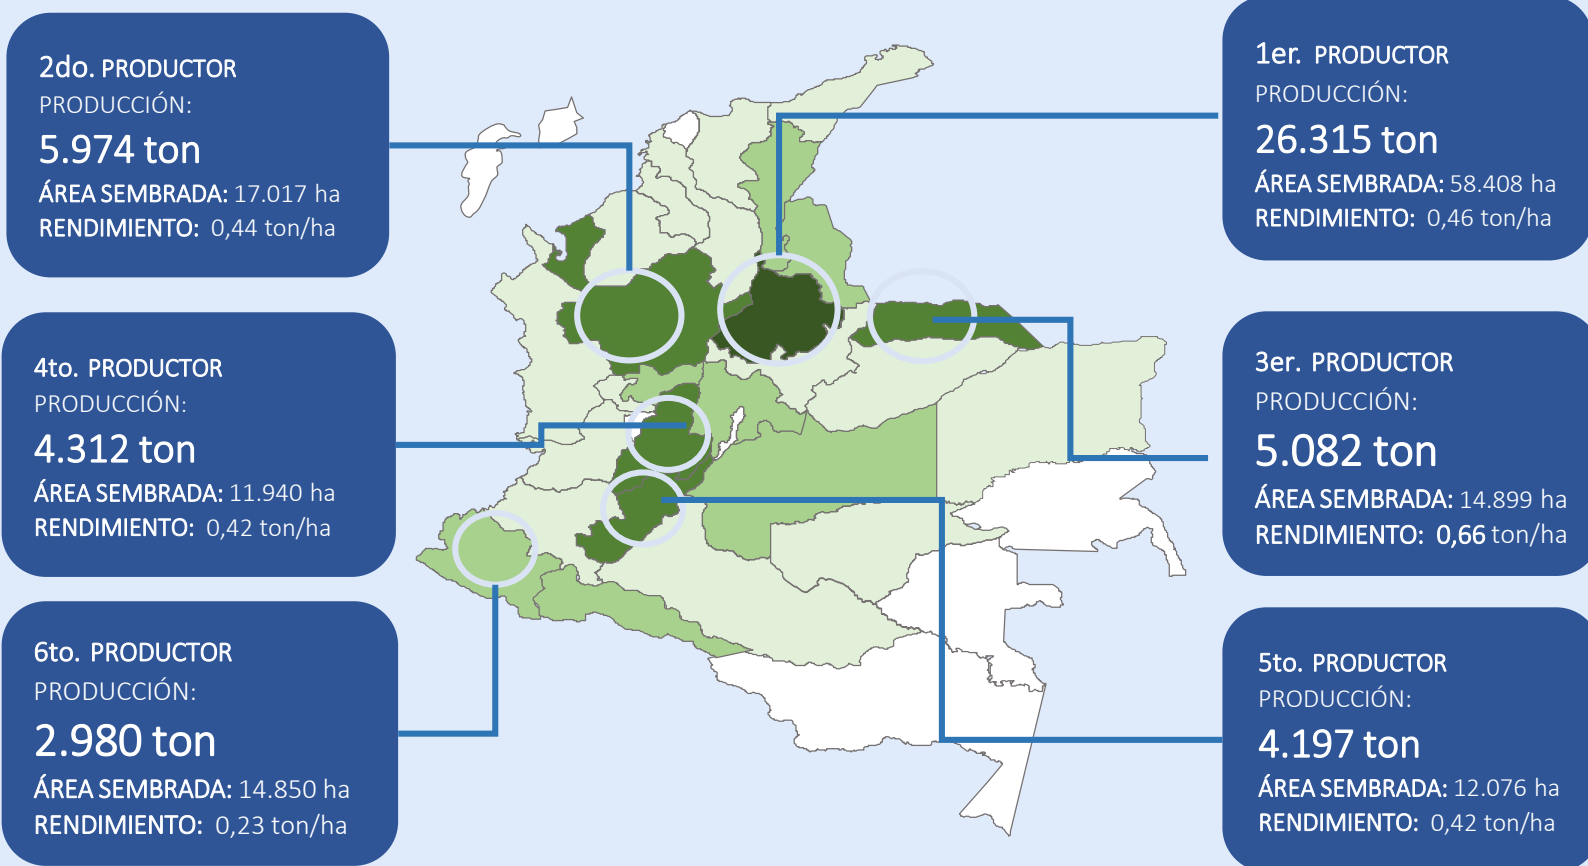 2do. PRODUCTOR
PRODUCCIÓN:
5.974 ton
ÁREA SEMBRADA: 17.017 ha
RENDIMIENTO: 0,44 ton/ha
1er. PRODUCTOR
PRODUCCIÓN:
26.315 ton
ÁREA SEMBRADA: 58.408 ha
RENDIMIENTO: 0,46 ton/ha
4to. PRODUCTOR
PRODUCCIÓN:
4.312 ton
ÁREA SEMBRADA: 11.940 ha
RENDIMIENTO: 0,42 ton/ha
3er. PRODUCTOR
PRODUCCIÓN:
5.082 ton
ÁREA SEMBRADA: 14.899 ha
RENDIMIENTO: 0,66 ton/ha
6to. PRODUCTOR
PRODUCCIÓN:
2.980 ton
ÁREA SEMBRADA: 14.850 ha
RENDIMIENTO: 0,23 ton/ha
5to. PRODUCTOR
PRODUCCIÓN:
4.197 ton
ÁREA SEMBRADA: 12.076 ha
RENDIMIENTO: 0,42 ton/ha